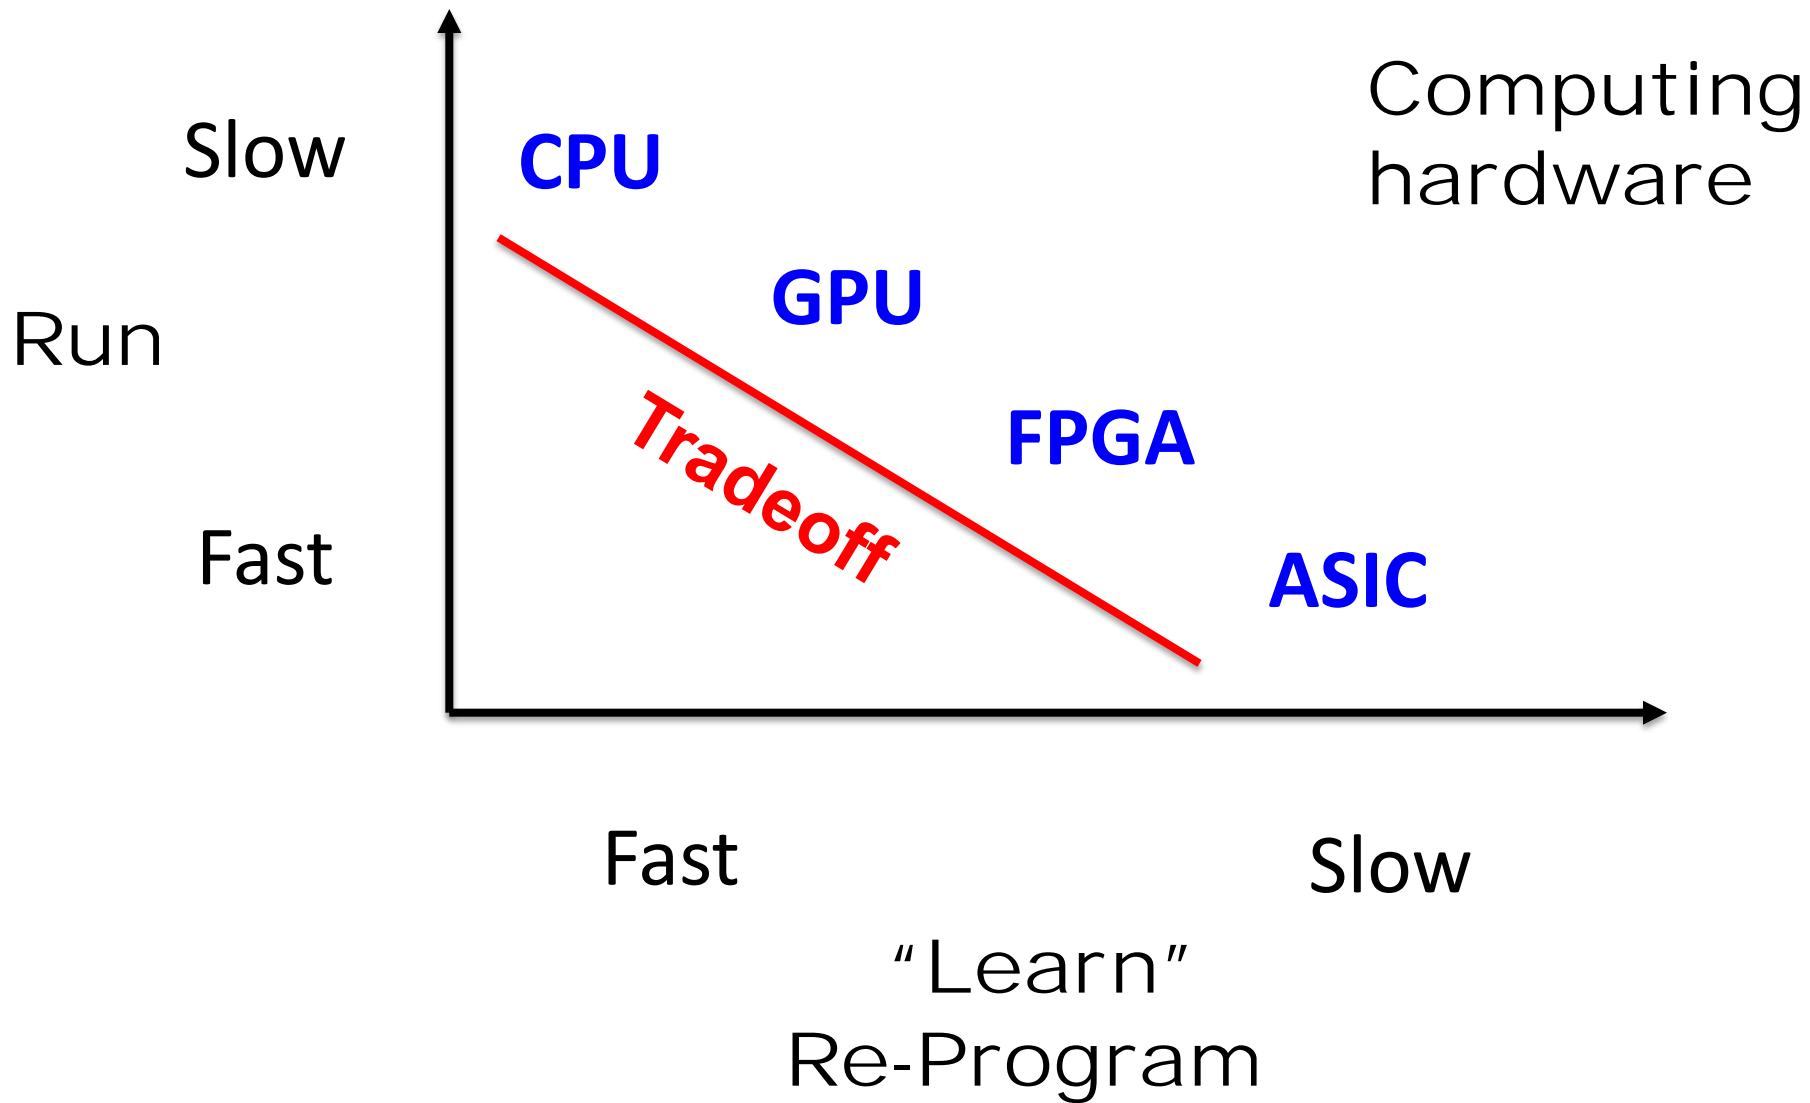 Computing
hardware
Slow
CPU
GPU
Run
Tradeoff
FPGA
Fast
ASIC
Fast
Slow
“Learn”
Re-Program